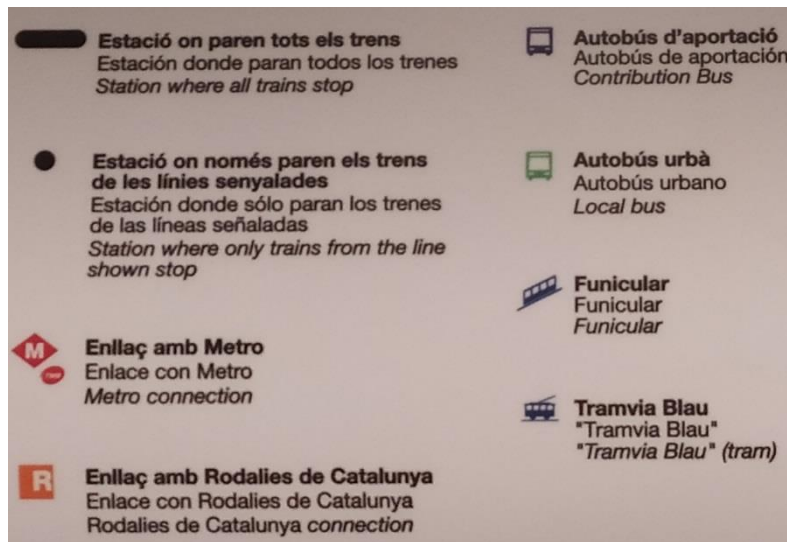 Estació on paren tots els trens
Estación donde paran todos los trenes
Station where all trains stop
Estació on només paren els trens
de les línies senyalades
Estación donde sólo paran los trenes
de las líneas señaladas
Station where only trains from the line
shown stop
M
Enllaç amb Metro
Enlace con Metro
Metro connection
R
Enllaç amb Rodalies de Catalunya
Enlace con Rodalies de Catalunya
Rodalies de Catalunya connection
Autobús d'aportació
Autobús de aportación
Contribution Bus
Autobús urbà
Autobús urbano
Local bus
Funicular
Funicular
Funicular
Tramvia Blau
"Tramvia Blau"
"Tramvia Blau" (tram)